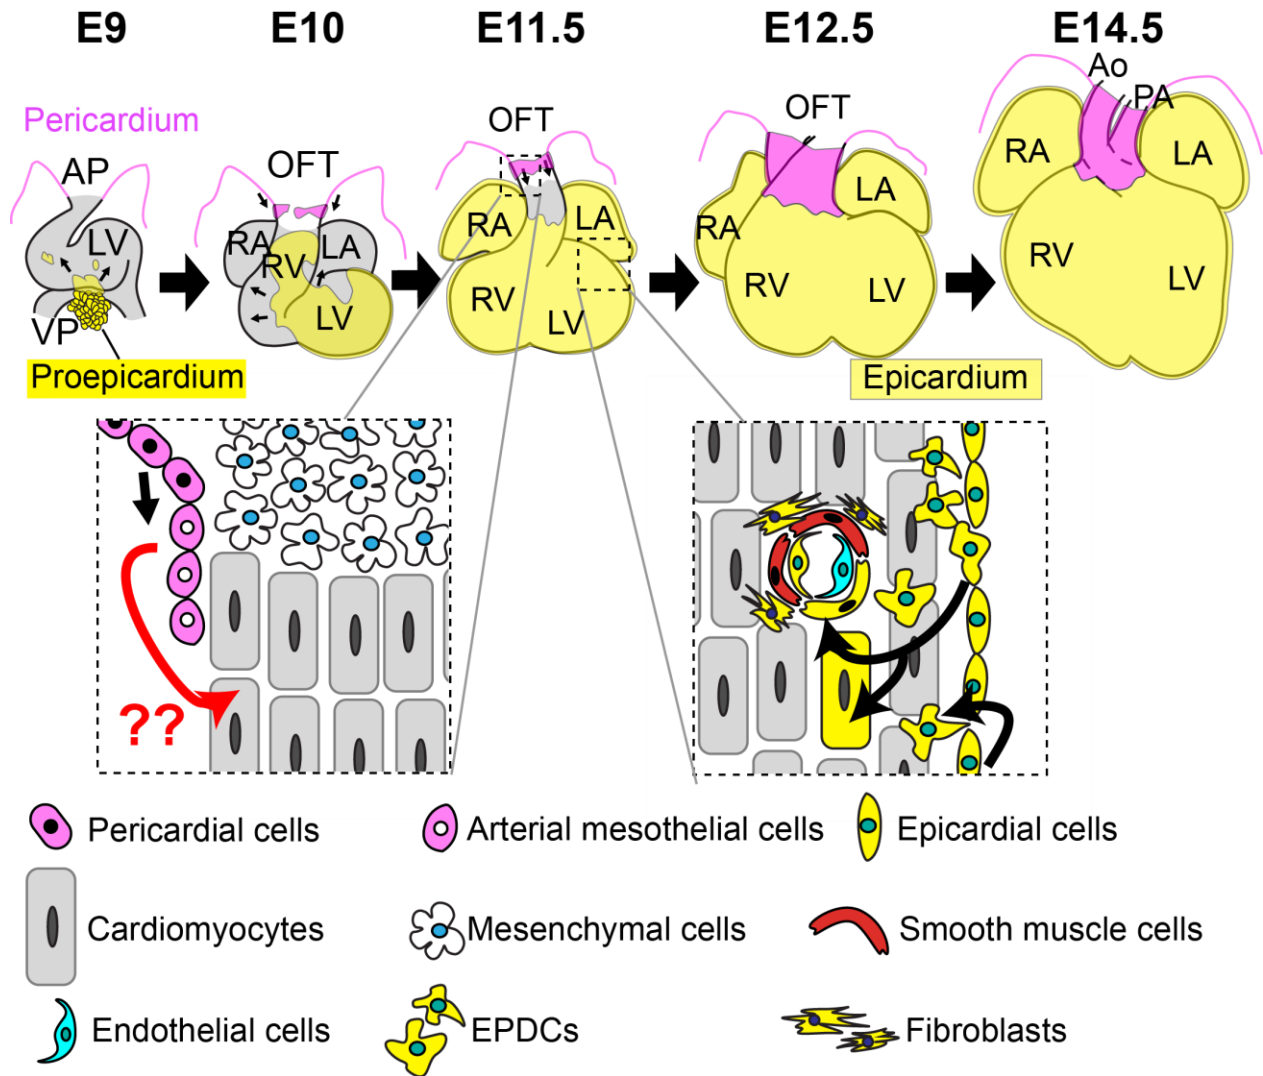 E9 E10 E11.5 E12.5 E14.5
Pericardium
AP
LV
VP
Proepicardium
OFT
RA
RV
LA
LV
OFT
RA
LA
RV
LV
OFT
RA
LA
RV
LV
Ao
PA
RA
LA
RV
LV
Epicardium
??
Pericardial cells
Arterial mesothelial cells
Epicardial cells
Cardiomyocytes
Mesenchymal cells
Smooth muscle cells
Endothelial cells
EPDCs
Fibroblasts